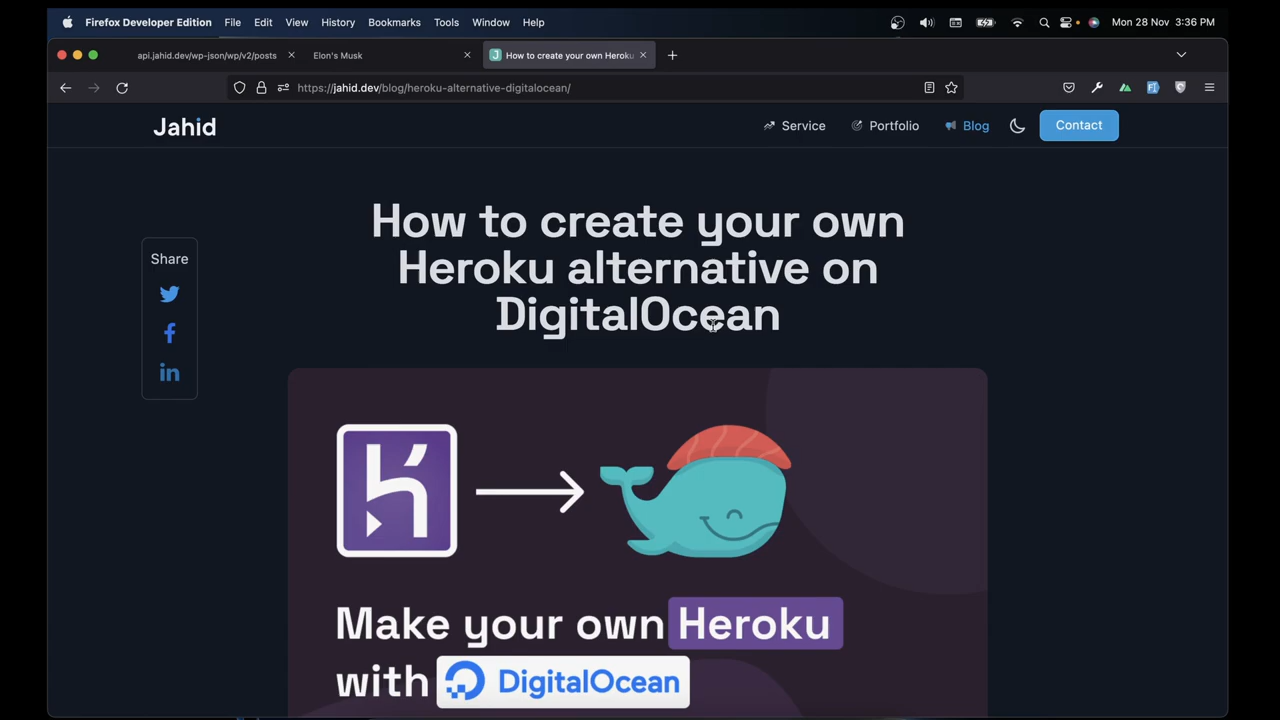 Firefox Developer Edition File Edit View History Bookmarks Tools Window Help Mon 28 Nov 3:36 PM
api.jahid.dev/wp-json/wp/v2/posts Elon's Musk How to create your own Heroku
https://jahid.dev/blog/heroku-alternative-digitalocean/
Jahid Service Portfolio Blog Contact
How to create your own
Heroku alternative on
DigitalOcean
Share
Make your own Heroku
with DigitalOcean